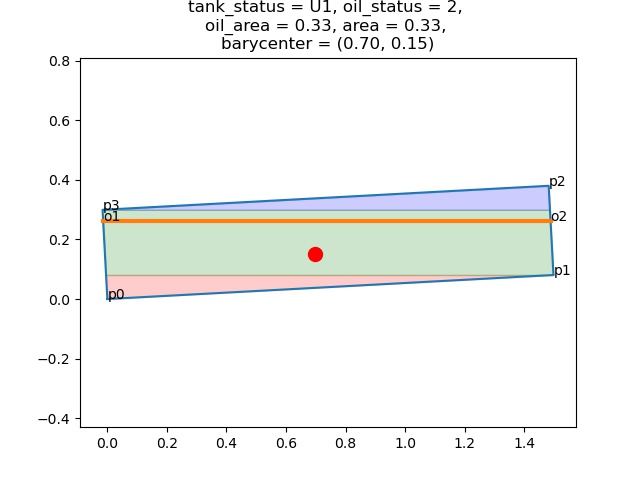 tank_status = U1, oil_status = 2,
oil_area = 0.33, area = 0.33,
barycenter = (0.70, 0.15)
0.8
0.6
0.4
0.2
0.0
−0.2
−0.4
p3
p2
o1
o2
p1
p0
0.0 0.2 0.4 0.6 0.8 1.0 1.2 1.4